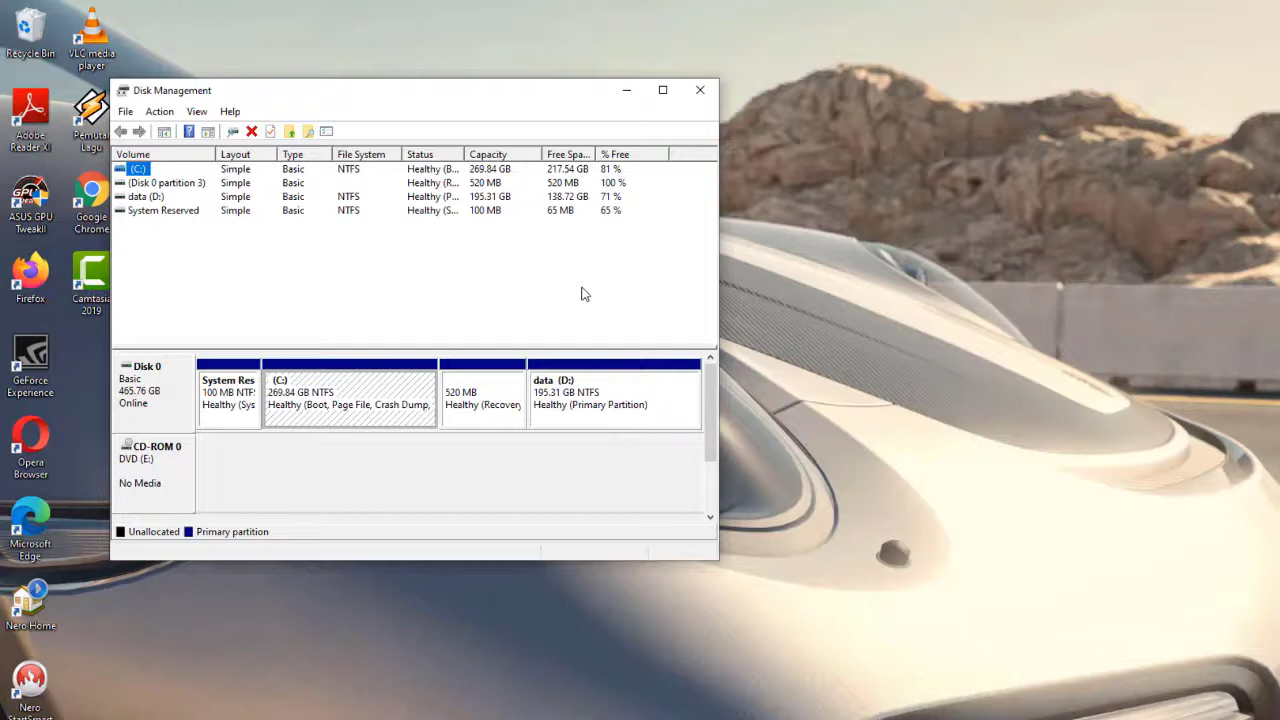 Recycle Bin
VLC media
player
Adobe
Reader XI
Pemutar
Lagu
ASUS GPU
TweakII
Google
Chrome
Firefox
Camtasia
2019
GeForce
Experience
Opera
Browser
Microsoft
Edge
Nero Home
Nero
StartSmart
Disk Management
File Action View Help
Volume Layout Type File System Status Capacity Free Spa... % Free
(C:) Simple Basic NTFS Healthy (B... 269.84 GB 217.54 GB 81 %
(Disk 0 partition 3) Simple Basic Healthy (R... 520 MB 520 MB 100 %
data (D:) Simple Basic NTFS Healthy (P... 195.31 GB 138.72 GB 71 %
System Reserved Simple Basic NTFS Healthy (S... 100 MB 65 MB 65 %
Disk 0
Basic
465.76 GB
Online
System Res
100 MB NTF
Healthy (Sys
(C:)
269.84 GB NTFS
Healthy (Boot, Page File, Crash Dump,
520 MB
Healthy (Recovery
data (D:)
195.31 GB NTFS
Healthy (Primary Partition)
CD-ROM 0
DVD (E:)
No Media
Unallocated Primary partition